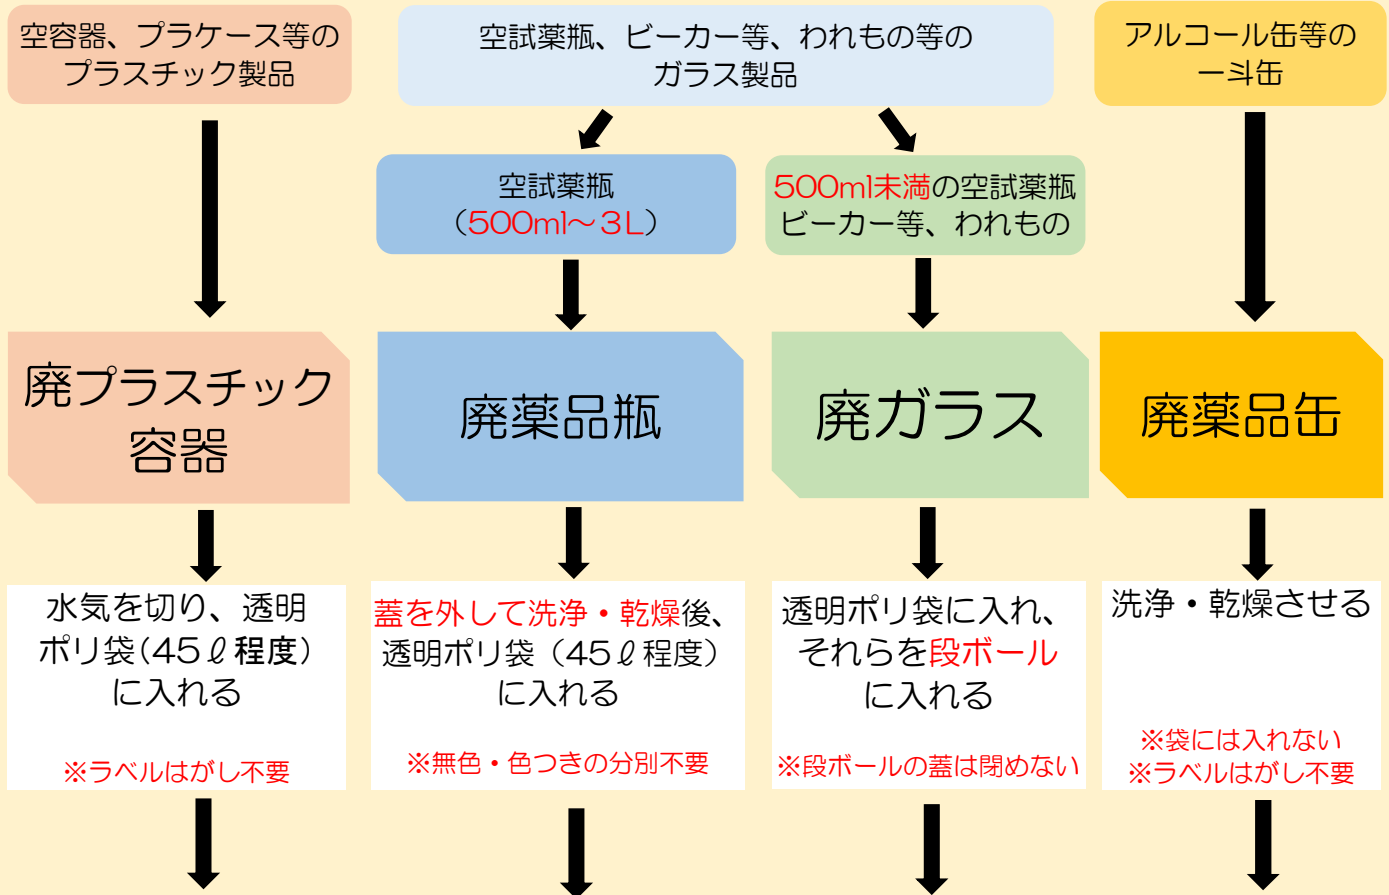 空容器、プラケース等の
プラスチック製品
空試薬瓶、ビーカー等、われもの等の
ガラス製品
アルコール缶等の
一斗缶
空試薬瓶
（500ml～３L）
500ml未満の空試薬瓶
ビーカー等、われもの
廃プラスチック
容器
廃薬品瓶
廃ガラス
廃薬品缶
水気を切り、透明
ポリ袋(45ℓ程度)
に入れる
※ラベルはがし不要
蓋を外して洗浄・乾燥後、
透明ポリ袋（45ℓ程度）
に入れる
※無色・色つきの分別不要
透明ポリ袋に入れ、
それらを段ボール
に入れる
※段ボールの蓋は閉めない
洗浄・乾燥させる
※袋には入れない
※ラベルはがし不要